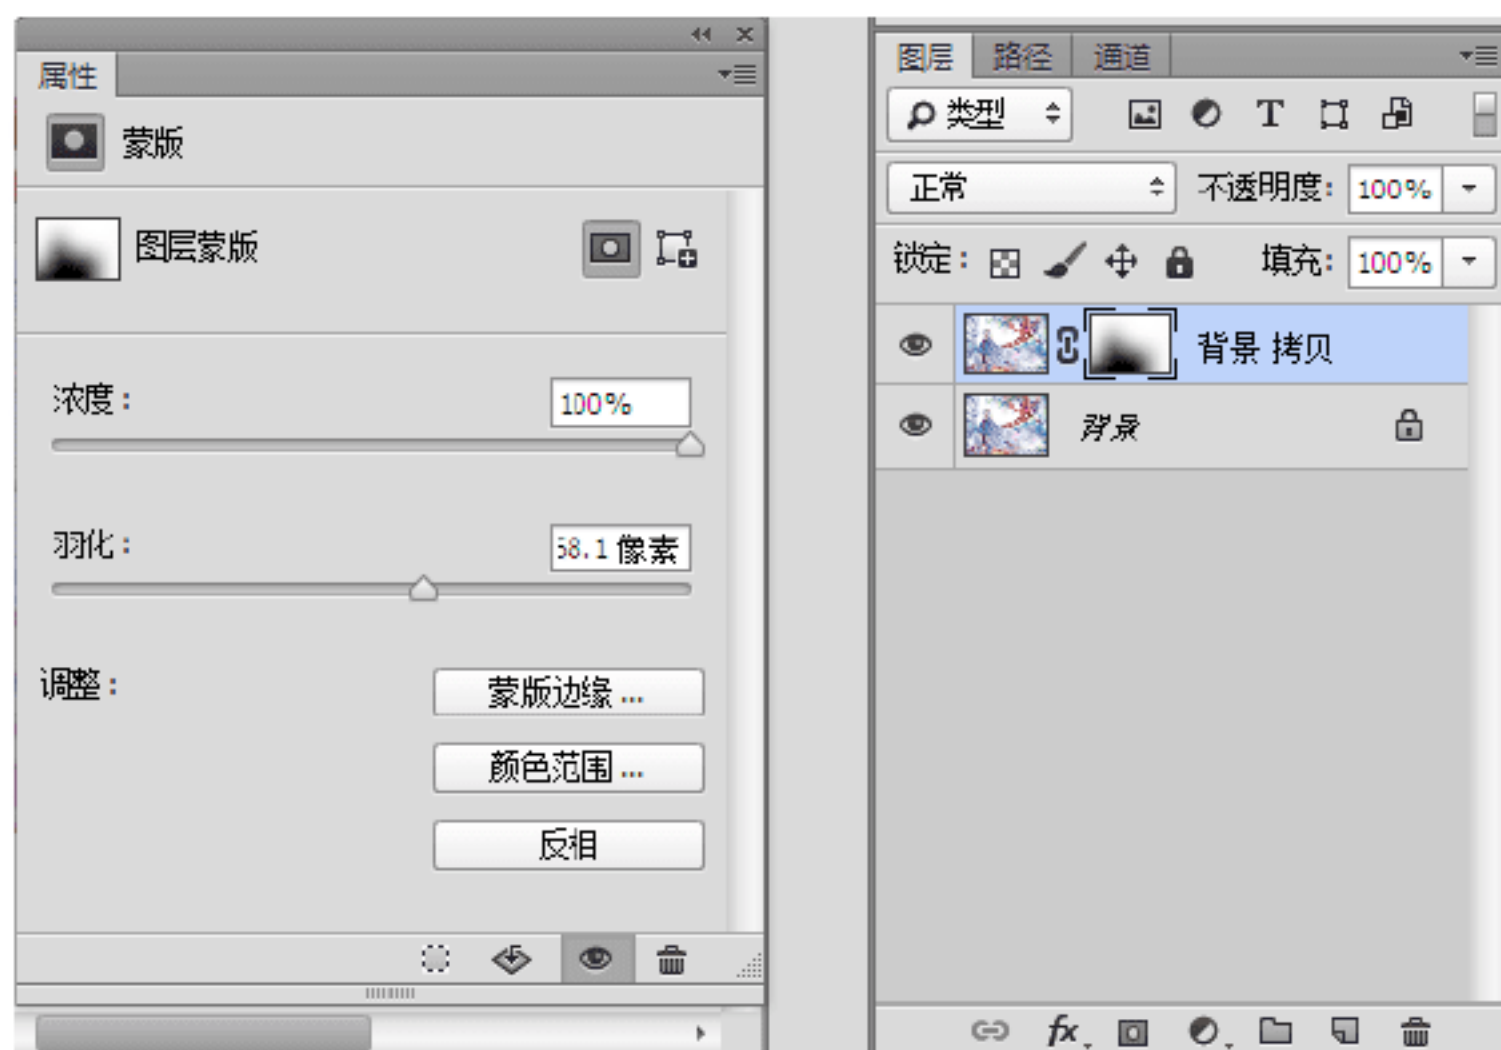 属性
蒙版
图层蒙版
浓度：
100%
羽化：
58.1 像素
调整：
蒙版边缘 ...
颜色范围 ...
反相
图层 路径 通道
类型
T
正常 不透明度： 100%
锁定： 填充： 100%
背景 拷贝
背景
fx